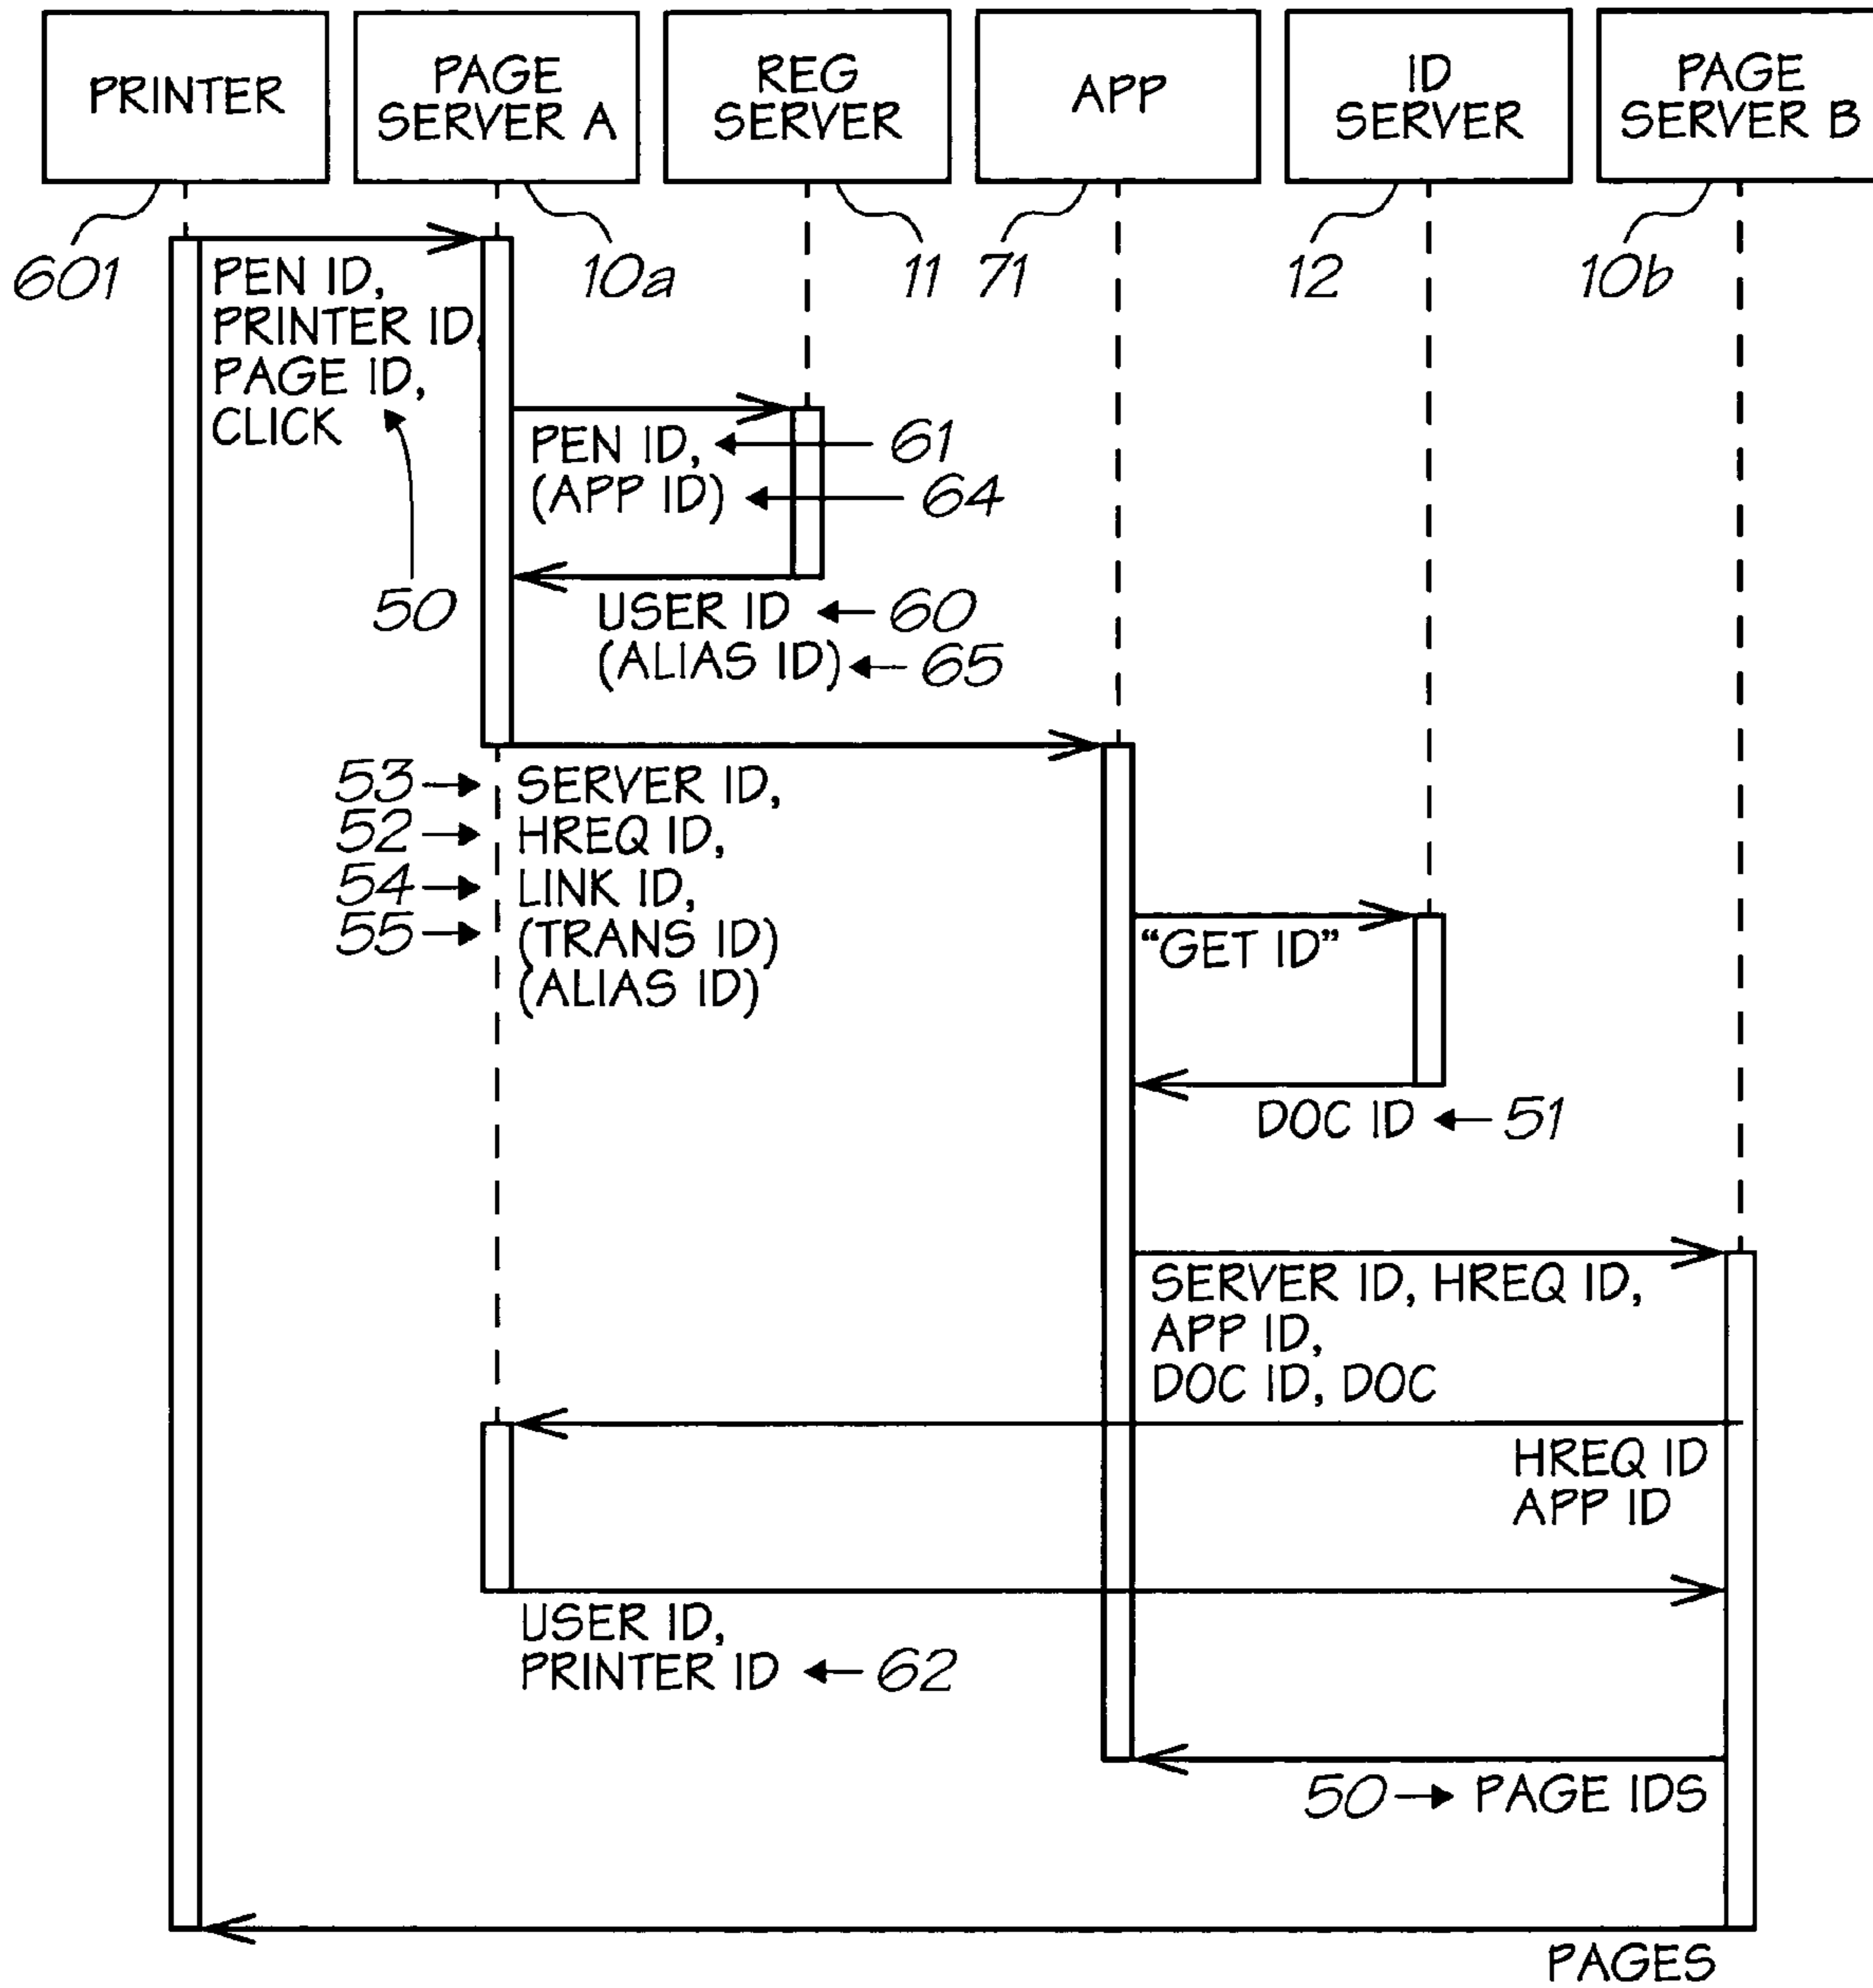 PRINTER
PAGE
SERVER A
REG
SERVER
APP
ID
SERVER
PAGE
SERVER B
601
10a
11
71
12
10b
PEN ID,
PRINTER ID,
PAGE ID,
CLICK
50
PEN ID,
(APP ID)
61
64
USER ID
(ALIAS ID)
60
65
53
52
54
55
SERVER ID,
HREQ ID,
LINK ID,
(TRANS ID)
(ALIAS ID)
“GET ID”
DOC ID
51
SERVER ID, HREQ ID,
APP ID,
DOC ID, DOC
HREQ ID
APP ID
USER ID,
PRINTER ID
62
50
PAGE IDS
PAGES